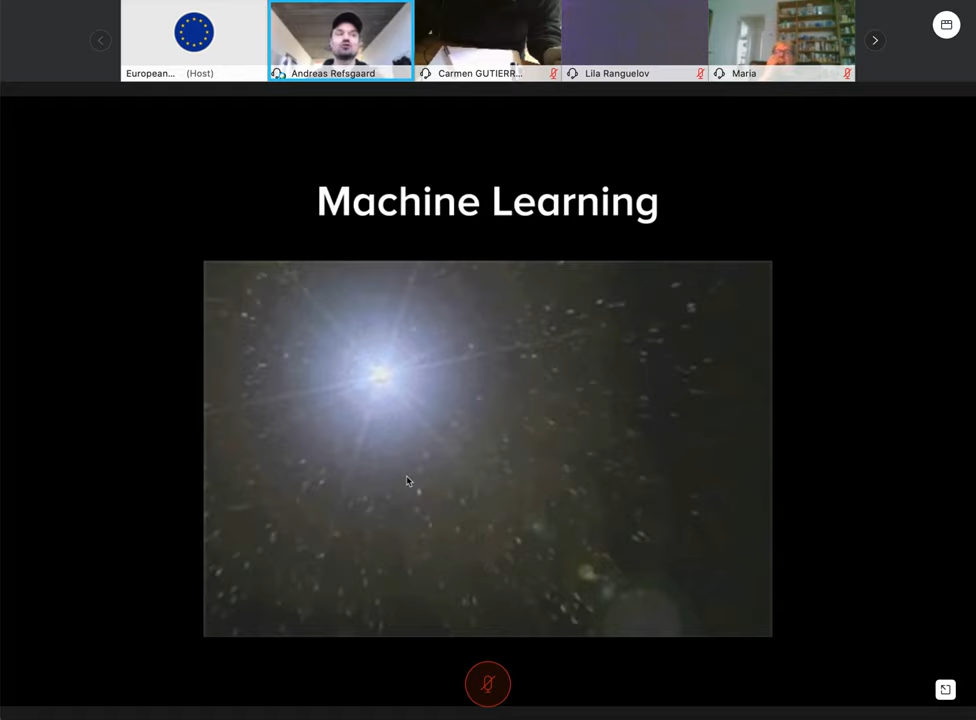 European... (Host)
Andreas Refsgaard
Carmen GUTIERR...
Lila Ranguelov
Maria
Machine Learning